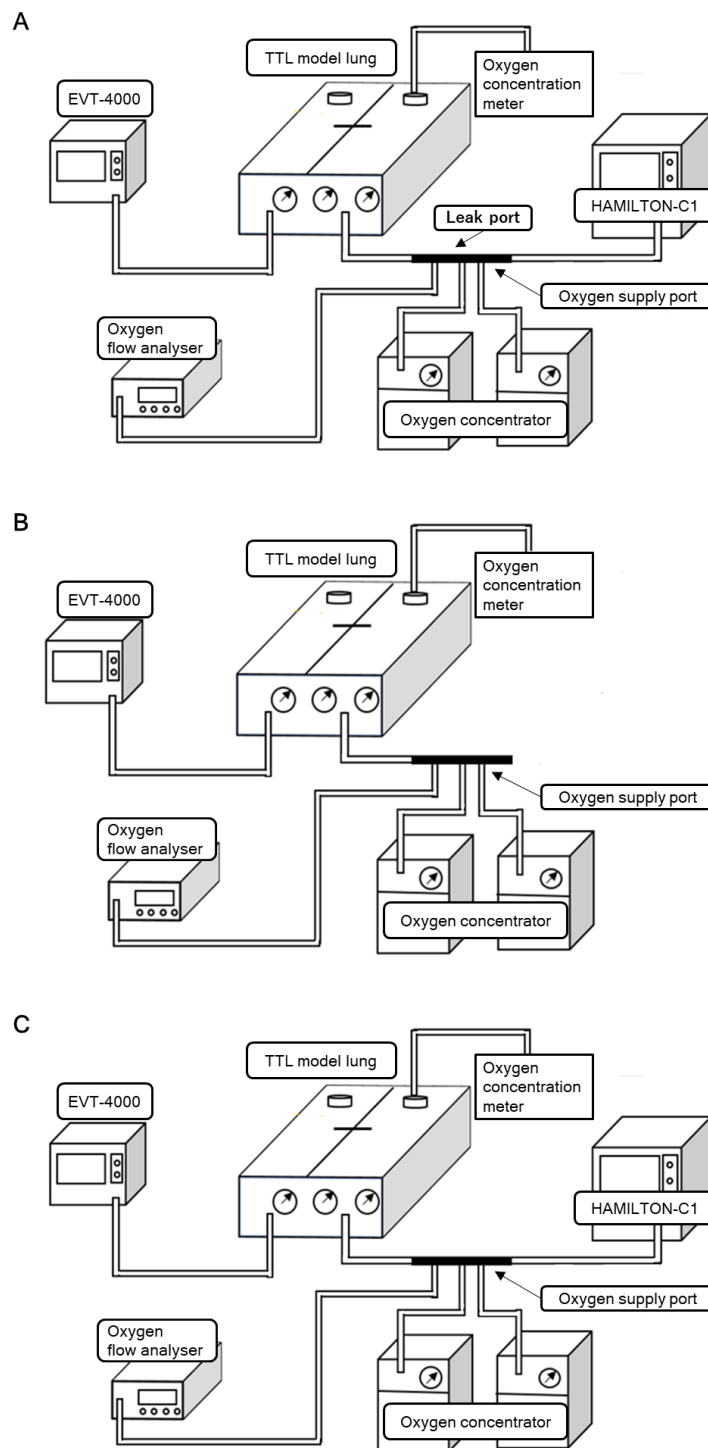 A
TTL model lung
Oxygen
concentration
meter
EVT-4000
HAMILTON-C1
Leak port
Oxygen supply port
Oxygen
flow analyser
Oxygen concentrator
B
TTL model lung
Oxygen
concentration
meter
EVT-4000
Oxygen supply port
Oxygen
flow analyser
Oxygen concentrator
C
TTL model lung
Oxygen
concentration
meter
EVT-4000
HAMILTON-C1
Oxygen supply port
Oxygen
flow analyser
Oxygen concentrator